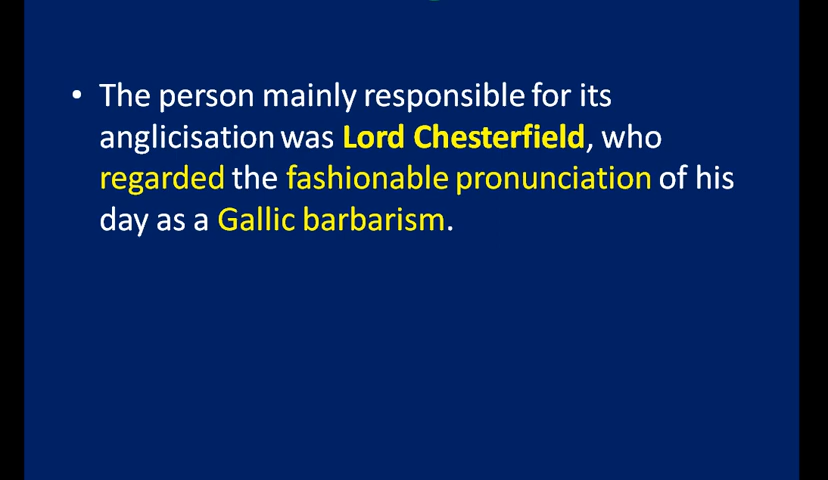 • The person mainly responsible for its
anglicisation was Lord Chesterfield, who
regarded the fashionable pronunciation of his
day as a Gallic barbarism.